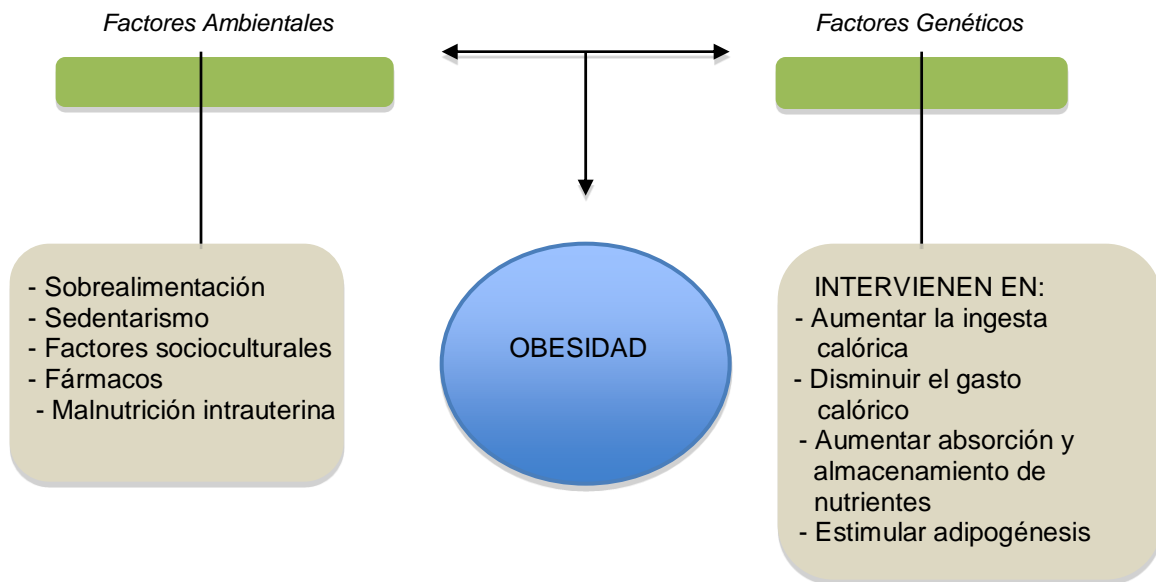 Factores Ambientales
Factores Genéticos
- Sobrealimentación
- Sedentarismo
- Factores socioculturales
- Fármacos
- Malnutrición intrauterina
OBESIDAD
INTERVIENEN EN:
- Aumentar la ingesta
calórica
- Disminuir el gasto
calórico
- Aumentar absorción y
almacenamiento de
nutrientes
- Estimular adipogénesis